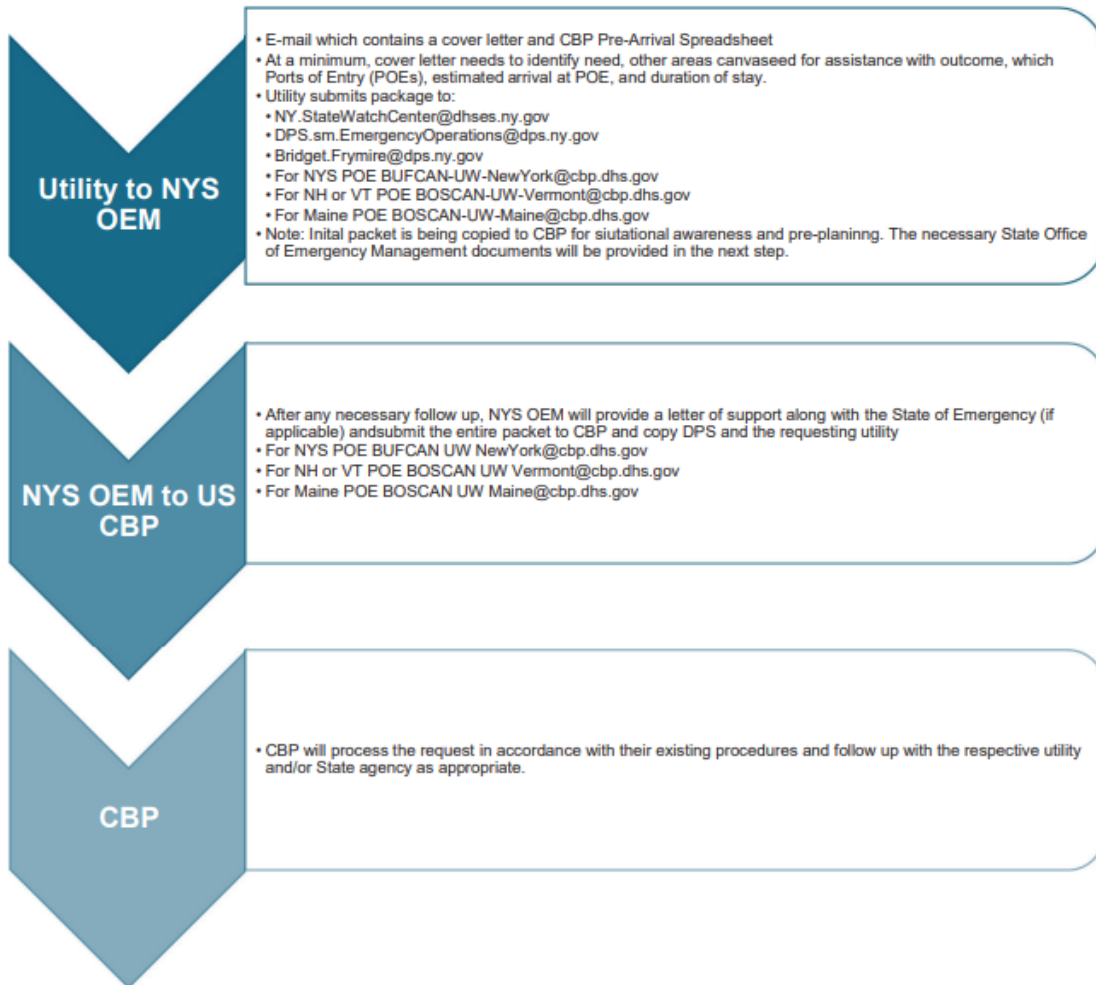 • E-mail which contains a cover letter and CBP Pre-Arrival Spreadsheet
• At a minimum, cover letter needs to identify need, other areas canvaseed for assistance with outcome, which
Ports of Entry (POEs), estimated arrival at POE, and duration of stay.
• Utility submits package to:
• NY.StateWatchCenter@dhses.ny.gov
• DPS.sm.EmergencyOperations@dps.ny.gov
• Bridget.Frymire@dps.ny.gov
• For NYS POE BUFCAN-UW-NewYork@cbp.dhs.gov
• For NH or VT POE BOSCAN-UW-Vermont@cbp.dhs.gov
• For Maine POE BOSCAN-UW-Maine@cbp.dhs.gov
• Note: Inital packet is being copied to CBP for siutational awareness and pre-planinng. The necessary State Office
of Emergency Management documents will be provided in the next step.
Utility to NYS
OEM
• After any necessary follow up, NYS OEM will provide a letter of support along with the State of Emergency (if
applicable) andsubmit the entire packet to CBP and copy DPS and the requesting utility
• For NYS POE BUFCAN UW NewYork@cbp.dhs.gov
• For NH or VT POE BOSCAN UW Vermont@cbp.dhs.gov
• For Maine POE BOSCAN UW Maine@cbp.dhs.gov
NYS OEM to US
CBP
• CBP will process the request in accordance with their existing procedures and follow up with the respective utility
and/or State agency as appropriate.
CBP